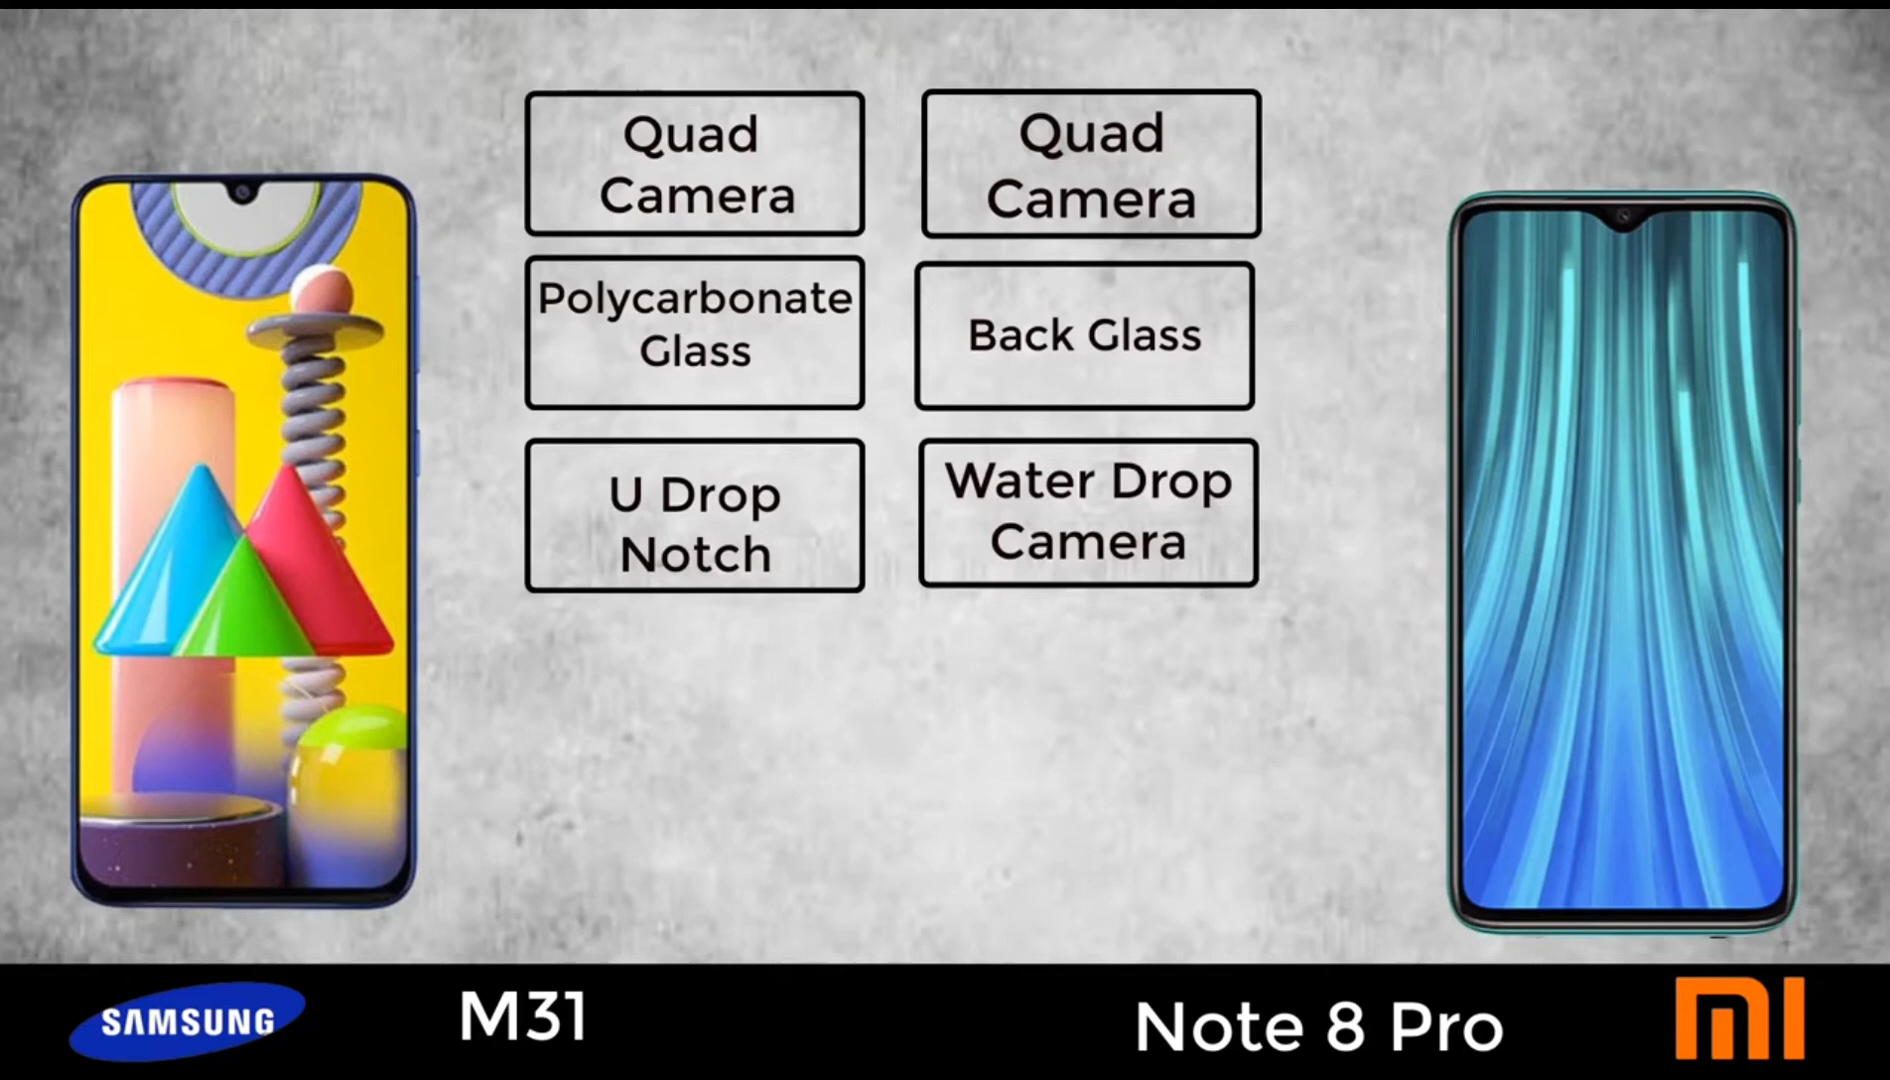 Quad
Camera
Quad
Camera
Polycarbonate
Glass
Back Glass
U Drop
Notch
Water Drop
Camera
SAMSUNG
M31
Note 8 Pro
MI